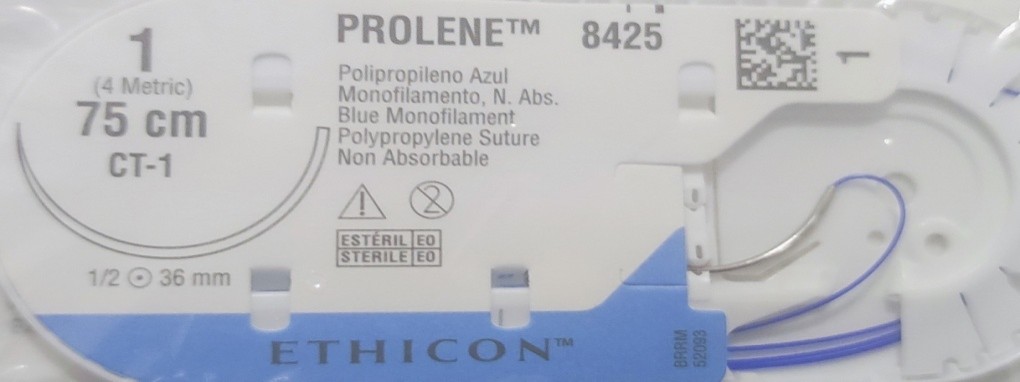 1
(4 Metric)
75 cm
CT-1
1/2 36 mm
PROLENE™ 8425
Polipropileno Azul
Monofilamento, N. Abs.
Blue Monofilament
Polypropylene Suture
Non Absorbable
2
ESTÉRIL EO
STERILE EO
1
ETHICON™
BRRM
52093